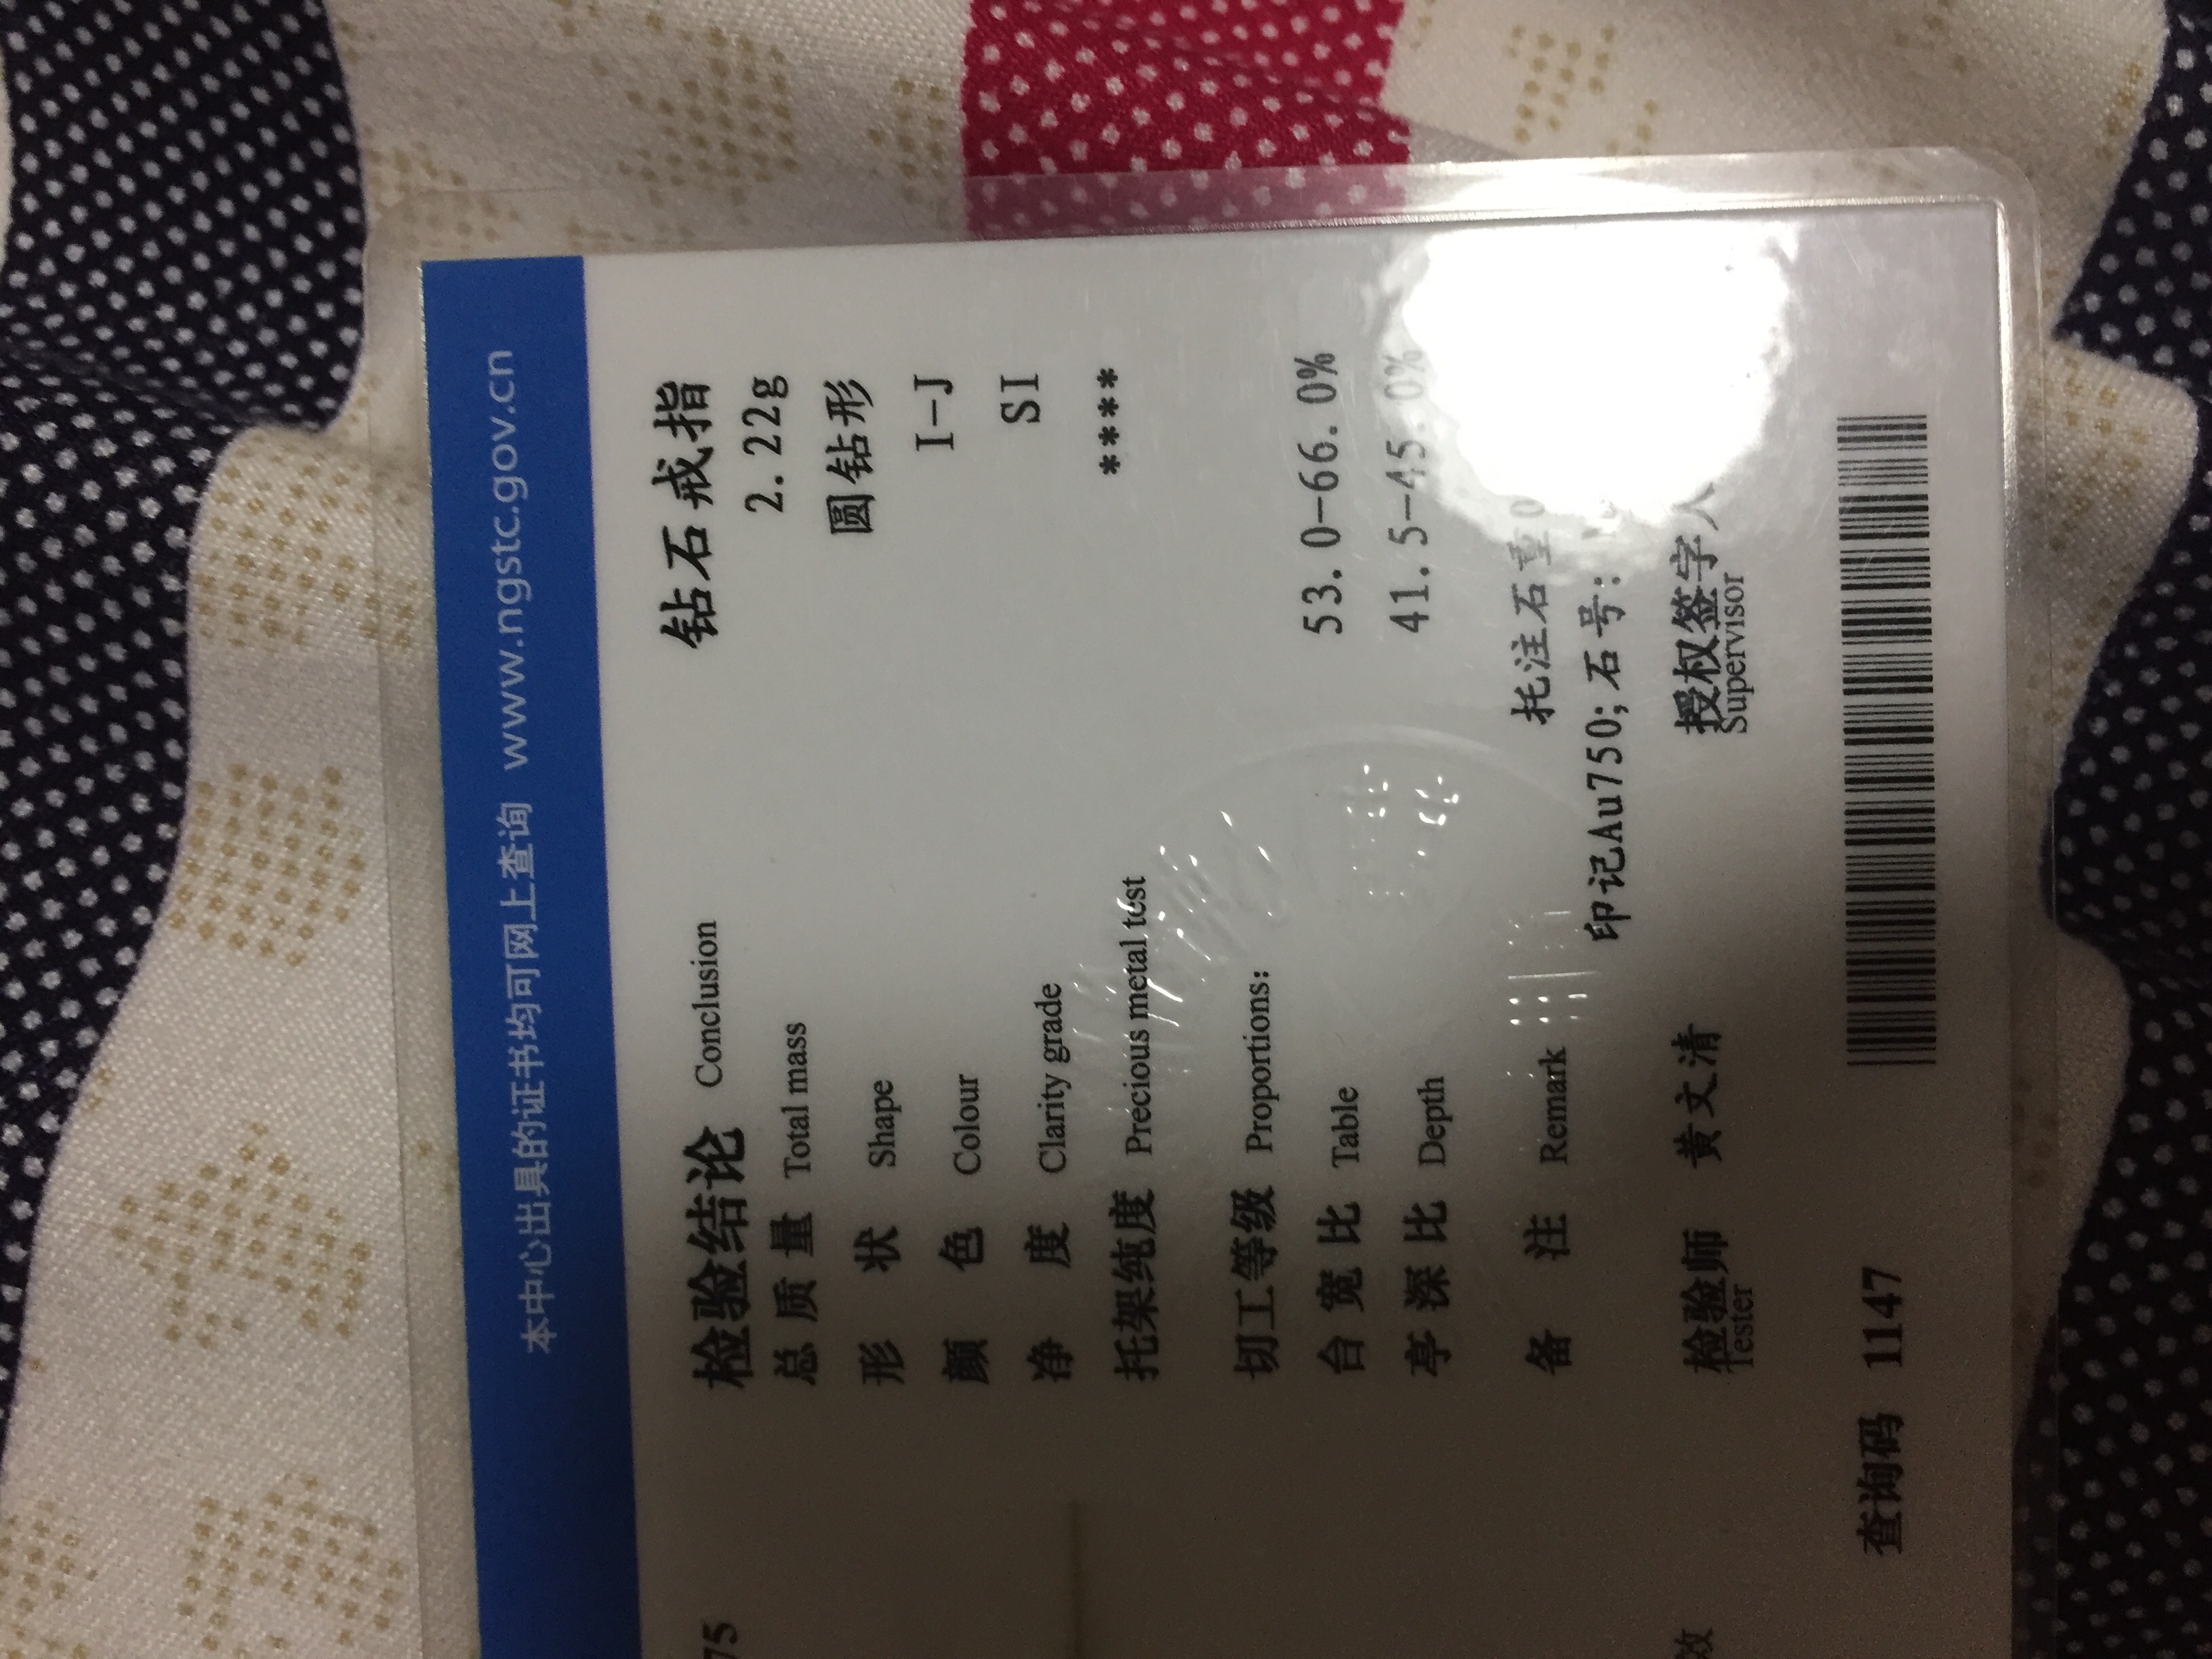 本中心出具的证书均可网上查询 www.ngstc.gov.cn
75
检验结论 Conclusion 钻石戒指
总质量 Total mass 2.22g
形状 Shape 圆钻形
颜色 Colour I-J
净度 Clarity grade SI
托架纯度 Precious metal test ****
切工等级 Proportions:
台宽比 Table 53.0-66.0%
亭深比 Depth 41.5-45.0%
备注 Remark 托注石重
印记Au750;石号:
检验师 黄文清 授权签字人
Tester Supervisor
效
查询码 1147